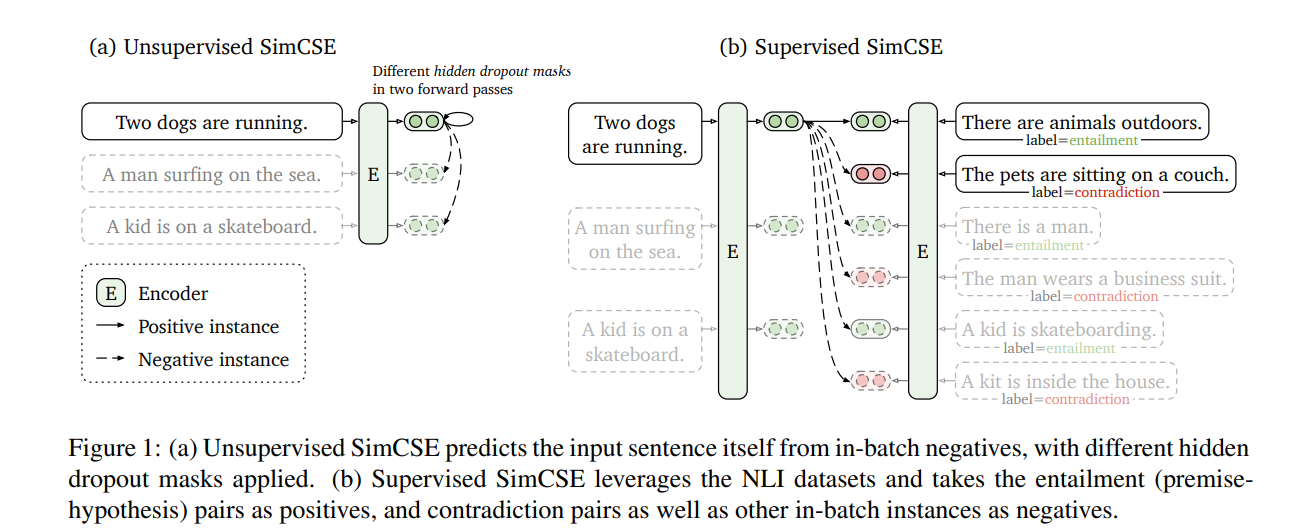 (a) Unsupervised SimCSE
Different hidden dropout masks
in two forward passes
Two dogs are running.
A man surfing on the sea.
A kid is on a skateboard.
E
E Encoder
Positive instance
Negative instance
(b) Supervised SimCSE
Two dogs
are running.
A man surfing
on the sea.
A kid is on a
skateboard.
E
E
There are animals outdoors.
label=entailment
The pets are sitting on a couch.
label=contradiction
There is a man.
label=entailment
The man wears a business suit.
label=contradiction
A kid is skateboarding.
label=entailment
A kit is inside the house.
label=contradiction
Figure 1: (a) Unsupervised SimCSE predicts the input sentence itself from in-batch negatives, with different hidden
dropout masks applied. (b) Supervised SimCSE leverages the NLI datasets and takes the entailment (premise-
hypothesis) pairs as positives, and contradiction pairs as well as other in-batch instances as negatives.